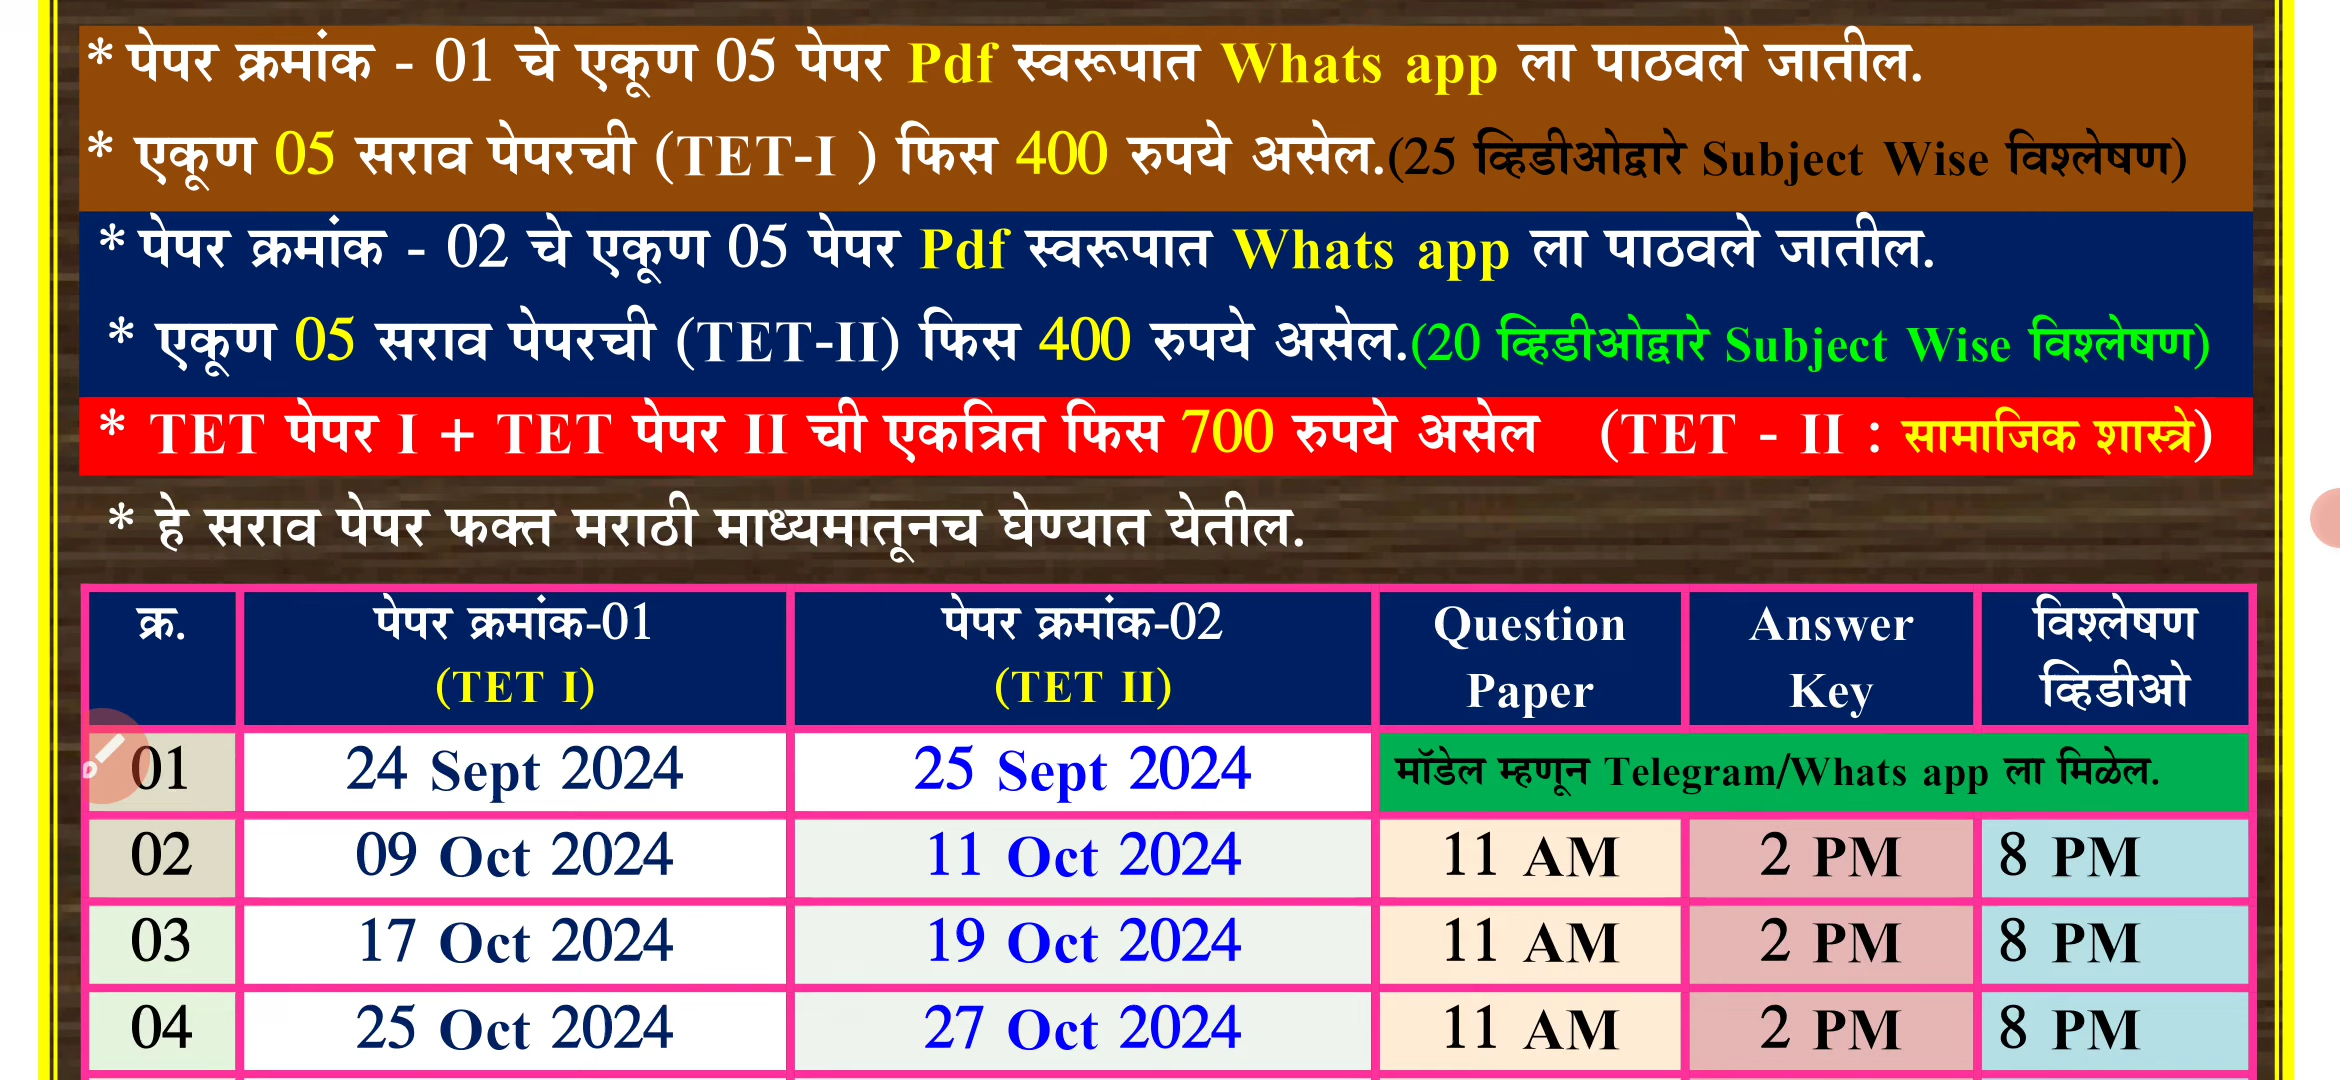 * पेपर क्रमांक - 01 चे एकूण 05 पेपर Pdf स्वरूपात Whats app ला पाठवले जातील.
* एकूण 05 सराव पेपरची (TET-I ) फिस 400 रुपये असेल.(25 व्हिडीओद्वारे Subject Wise विश्लेषण)
* पेपर क्रमांक - 02 चे एकूण 05 पेपर Pdf स्वरूपात Whats app ला पाठवले जातील.
* एकूण 05 सराव पेपरची (TET-II) फिस 400 रुपये असेल.(20 व्हिडीओद्वारे Subject Wise विश्लेषण)
* TET पेपर I + TET पेपर II ची एकत्रित फिस 700 रुपये असेल (TET - II : सामाजिक शास्त्रे)
* हे सराव पेपर फक्त मराठी माध्यमातूनच घेण्यात येतील.
क्र. पेपर क्रमांक-01 पेपर क्रमांक-02 Question Answer विश्लेषण
(TET I) (TET II) Paper Key व्हिडीओ
01 24 Sept 2024 25 Sept 2024 मॉडेल म्हणून Telegram/Whats app ला मिळेल.
02 09 Oct 2024 11 Oct 2024 11 AM 2 PM 8 PM
03 17 Oct 2024 19 Oct 2024 11 AM 2 PM 8 PM
04 25 Oct 2024 27 Oct 2024 11 AM 2 PM 8 PM